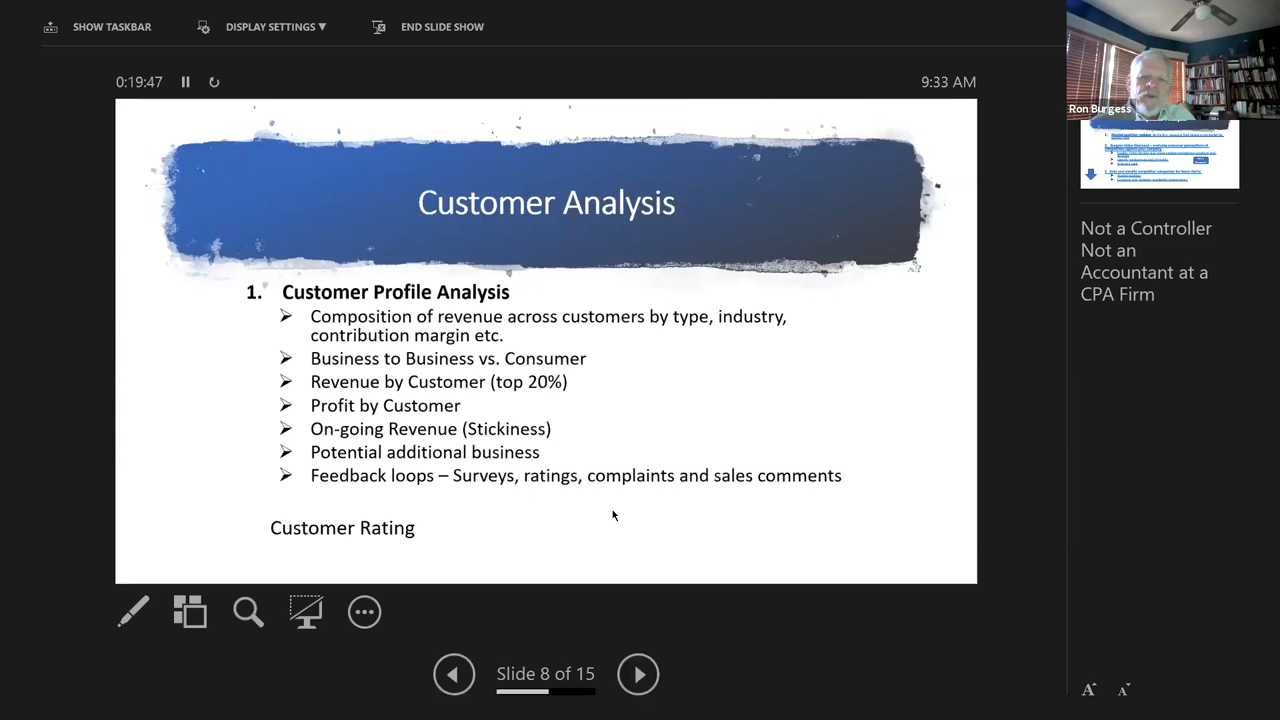 SHOW TASKBAR
DISPLAY SETTINGS ▼
END SLIDE SHOW
0:19:47
9:33 AM
Ron Burgess
Customer Analysis
1. Customer Profile Analysis
➢ Composition of revenue across customers by type, industry,
contribution margin etc.
➢ Business to Business vs. Consumer
➢ Revenue by Customer (top 20%)
➢ Profit by Customer
➢ On-going Revenue (Stickiness)
➢ Potential additional business
➢ Feedback loops – Surveys, ratings, complaints and sales comments
Customer Rating
Not a Controller
Not an
Accountant at a
CPA Firm
Slide 8 of 15
A
A